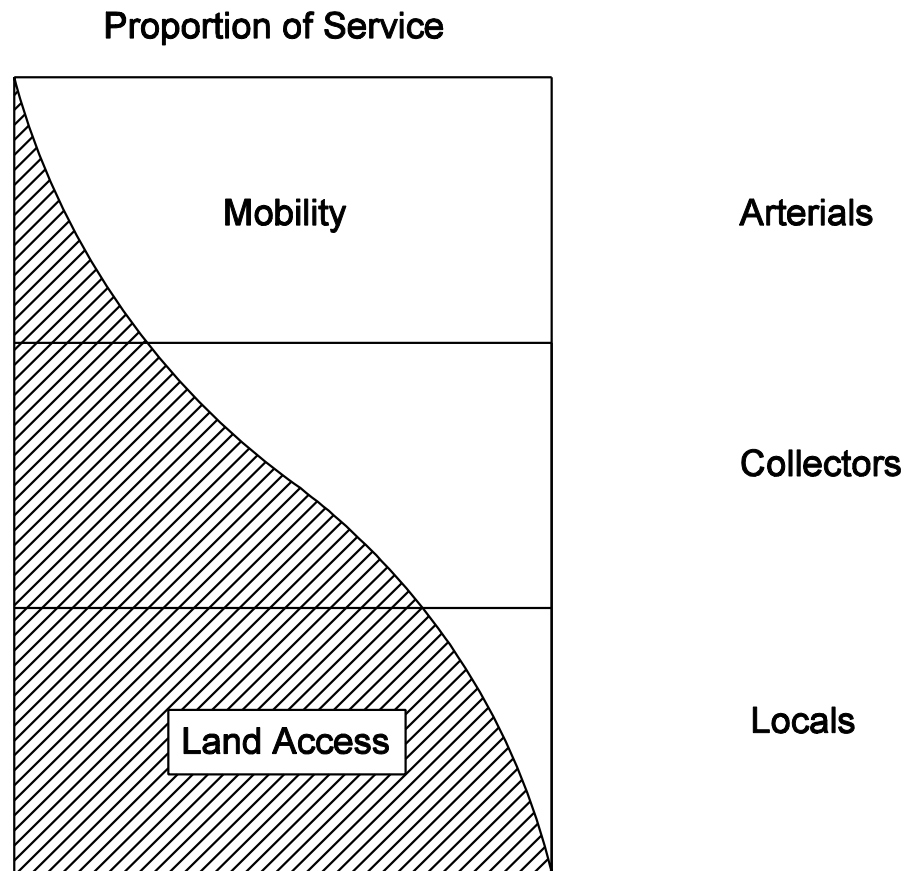 Proportion of Service
Mobility
Arterials
Collectors
Land Access
Locals